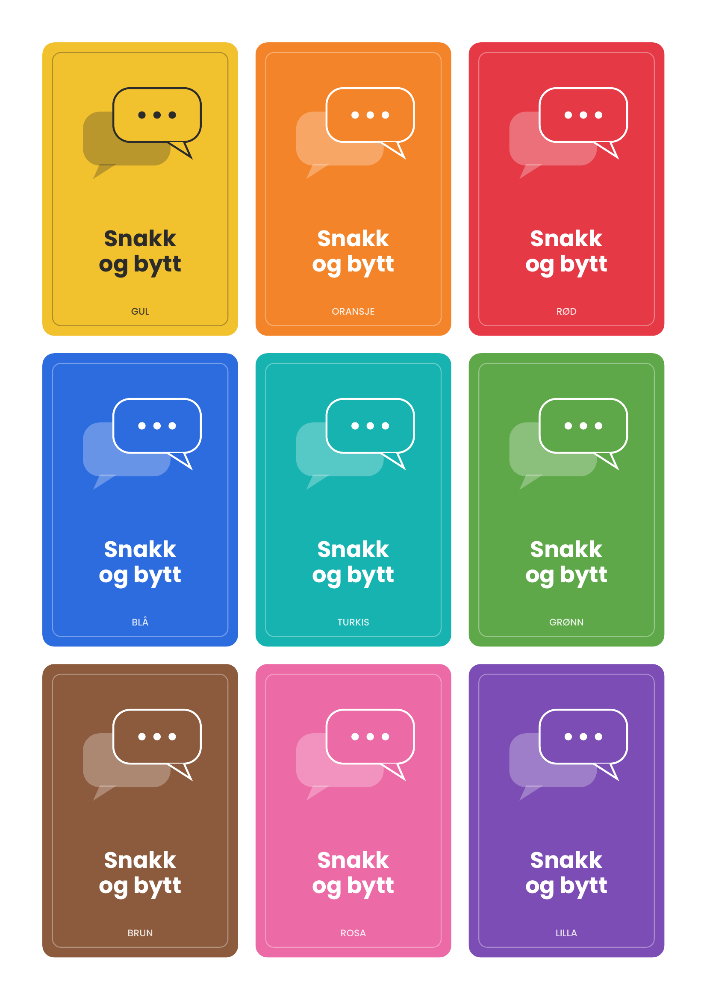 Snakk
og bytt
GUL
Snakk
og bytt
ORANSJE
Snakk
og bytt
RØD
Snakk
og bytt
BLÅ
Snakk
og bytt
TURKIS
Snakk
og bytt
GRØNN
Snakk
og bytt
BRUN
Snakk
og bytt
ROSA
Snakk
og bytt
LILLA